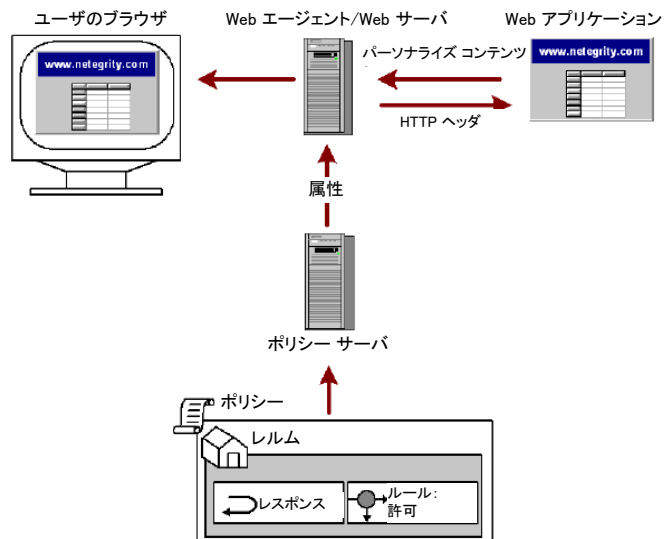 ユーザのブラウザ
Web エージェント/Web サーバ
Web アプリケーション
www.netegrity.com
パーソナライズ コンテンツ
www.netegrity.com
HTTP ヘッダ
属性
ポリシー サーバ
ポリシー
レルム
レスポンス
ルール:
許可